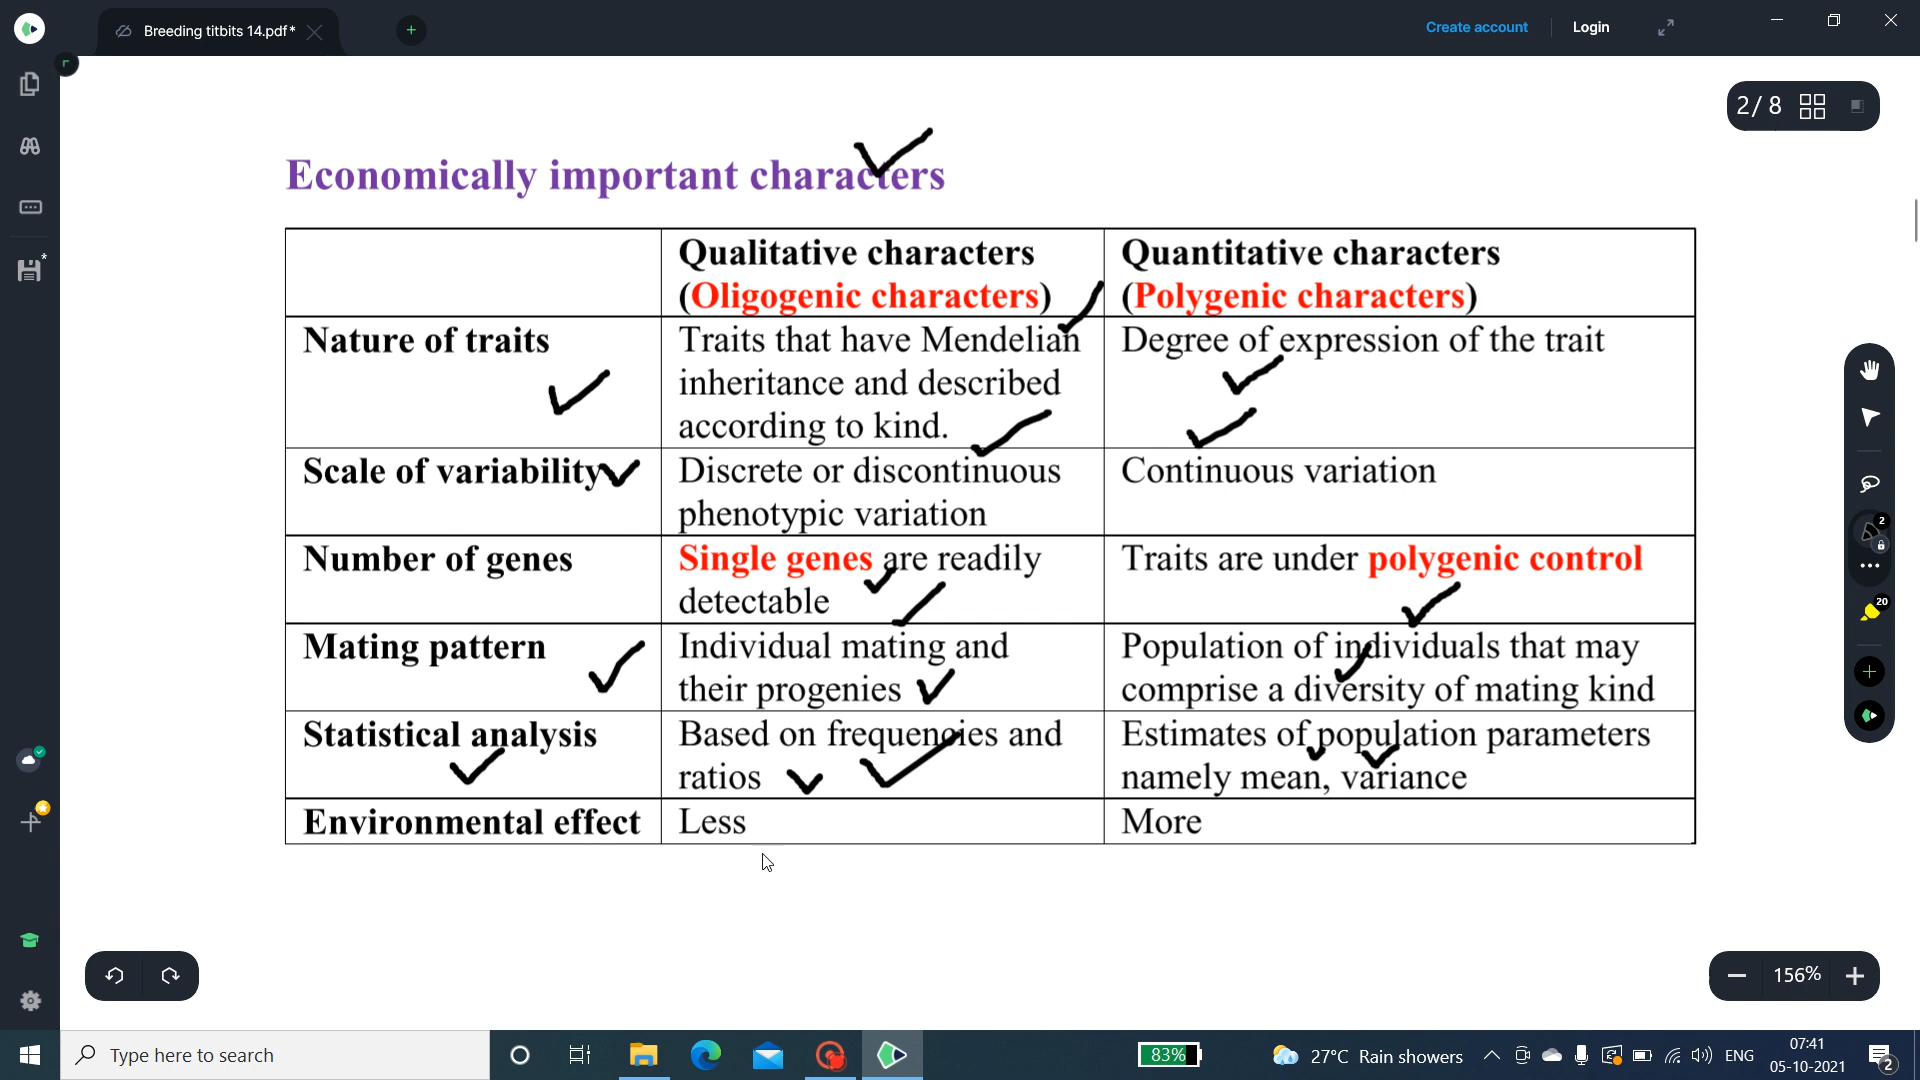 Breeding titbits 14.pdf*
Create account
Login
2/ 8
Economically important characters
Qualitative characters
(Oligogenic characters)
Quantitative characters
(Polygenic characters)
Nature of traits
Traits that have Mendelian
inheritance and described
according to kind.
Degree of expression of the trait
Scale of variability
Discrete or discontinuous
phenotypic variation
Continuous variation
Number of genes
Single genes are readily
detectable
Traits are under polygenic control
Mating pattern
Individual mating and
their progenies
Population of individuals that may
comprise a diversity of mating kind
Statistical analysis
Based on frequencies and
ratios
Estimates of population parameters
namely mean, variance
Environmental effect
Less
More
2
20
156%
Type here to search
83%
27°C Rain showers
ENG
07:41
05-10-2021
2